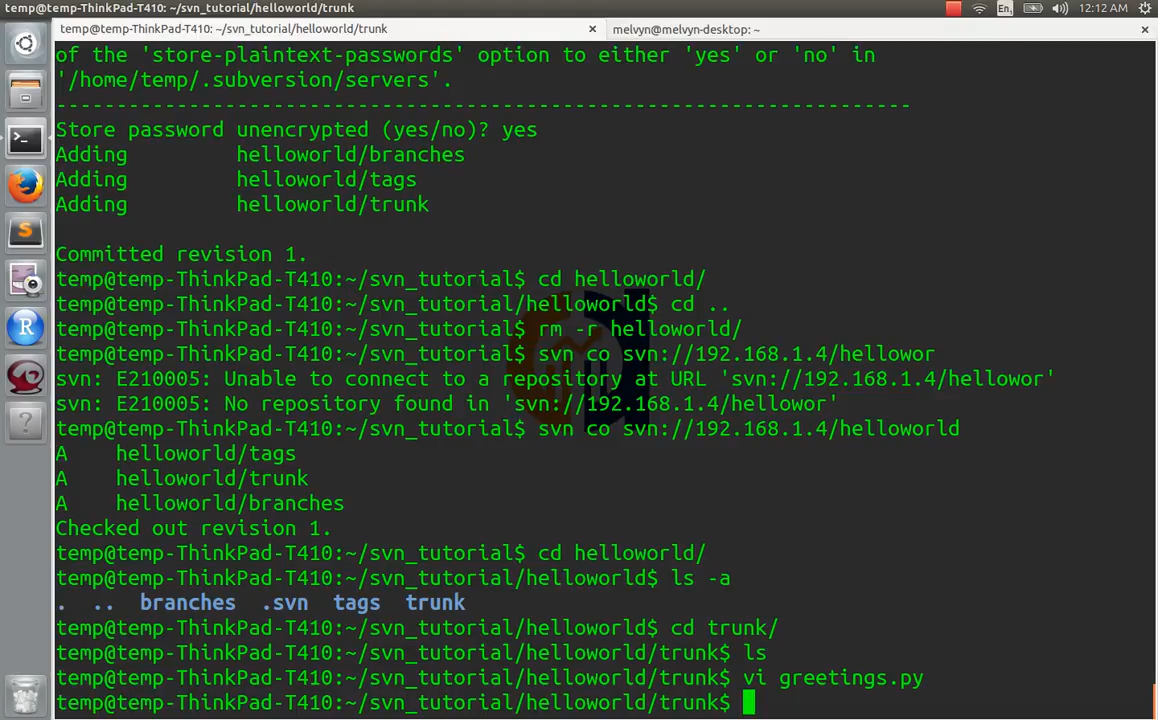 temp@temp-ThinkPad-T410: ~/svn_tutorial/helloworld/trunk
En
12:12 AM
temp@temp-ThinkPad-T410: ~/svn_tutorial/helloworld/trunk
melvyn@melvyn-desktop: ~
of the 'store-plaintext-passwords' option to either 'yes' or 'no' in
'/home/temp/.subversion/servers'.
-----------------------------------------------------------------------
Store password unencrypted (yes/no)? yes
Adding         helloworld/branches
Adding         helloworld/tags
Adding         helloworld/trunk
Committed revision 1.
temp@temp-ThinkPad-T410:~/svn_tutorial$ cd helloworld/
temp@temp-ThinkPad-T410:~/svn_tutorial/helloworld$ cd ..
temp@temp-ThinkPad-T410:~/svn_tutorial$ rm -r helloworld/
temp@temp-ThinkPad-T410:~/svn_tutorial$ svn co svn://192.168.1.4/hellowor
svn: E210005: Unable to connect to a repository at URL 'svn://192.168.1.4/hellowor'
svn: E210005: No repository found in 'svn://192.168.1.4/hellowor'
temp@temp-ThinkPad-T410:~/svn_tutorial$ svn co svn://192.168.1.4/helloworld
A    helloworld/tags
A    helloworld/trunk
A    helloworld/branches
Checked out revision 1.
temp@temp-ThinkPad-T410:~/svn_tutorial$ cd helloworld/
temp@temp-ThinkPad-T410:~/svn_tutorial/helloworld$ ls -a
.  ..  branches  .svn  tags  trunk
temp@temp-ThinkPad-T410:~/svn_tutorial/helloworld$ cd trunk/
temp@temp-ThinkPad-T410:~/svn_tutorial/helloworld/trunk$ ls
temp@temp-ThinkPad-T410:~/svn_tutorial/helloworld/trunk$ vi greetings.py
temp@temp-ThinkPad-T410:~/svn_tutorial/helloworld/trunk$